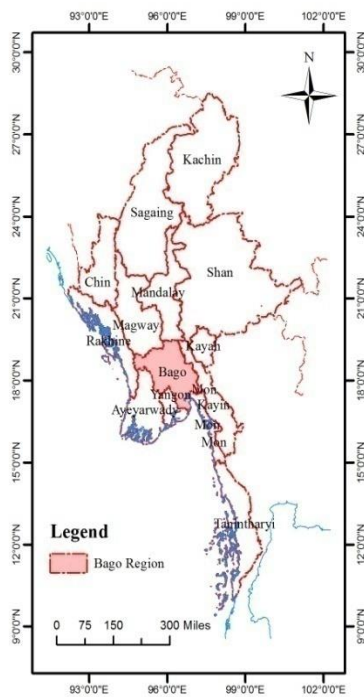 93°0'0"E 96°0'0"E 99°0'0"E 102°0'0"E
30°0'0"N
27°0'0"N
24°0'0"N
21°0'0"N
18°0'0"N
15°0'0"N
12°0'0"N
9°0'0"N
N
Kachin
Sagaing
Shan
Chin
Mandalay
Magway
Rakhine
Kayah
Bago
Mon
Yangon
Kayin
Ayeyarwady
Mon
Mon
Tanintharyi
Legend
Bago Region
0 75 150 300 Miles
30°0'0"N
27°0'0"N
24°0'0"N
21°0'0"N
18°0'0"N
15°0'0"N
12°0'0"N
9°0'0"N
93°0'0"E 96°0'0"E 99°0'0"E 102°0'0"E